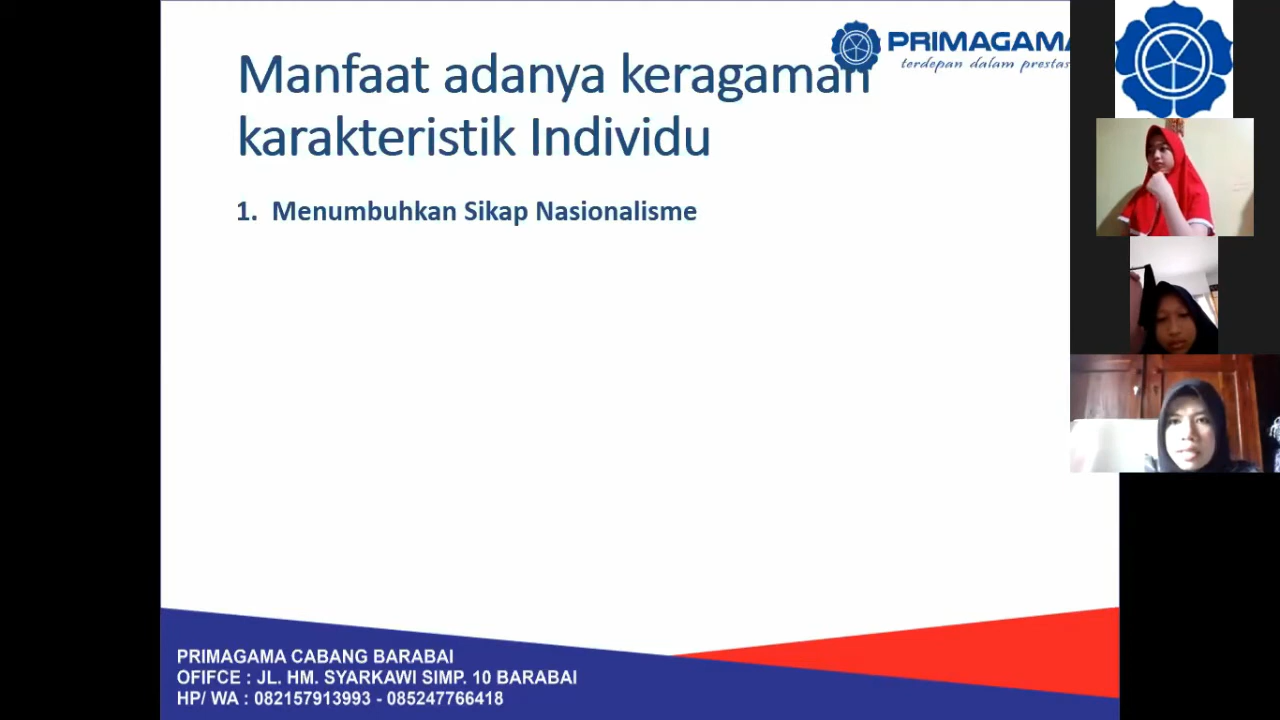 PRIMAGAMA
terdepan dalam prestas
Manfaat adanya keragaman
karakteristik Individu
1. Menumbuhkan Sikap Nasionalisme
PRIMAGAMA CABANG BARABAI
OFIFCE : JL. HM. SYARKAWI SIMP. 10 BARABAI
HP/ WA : 082157913993 - 085247766418